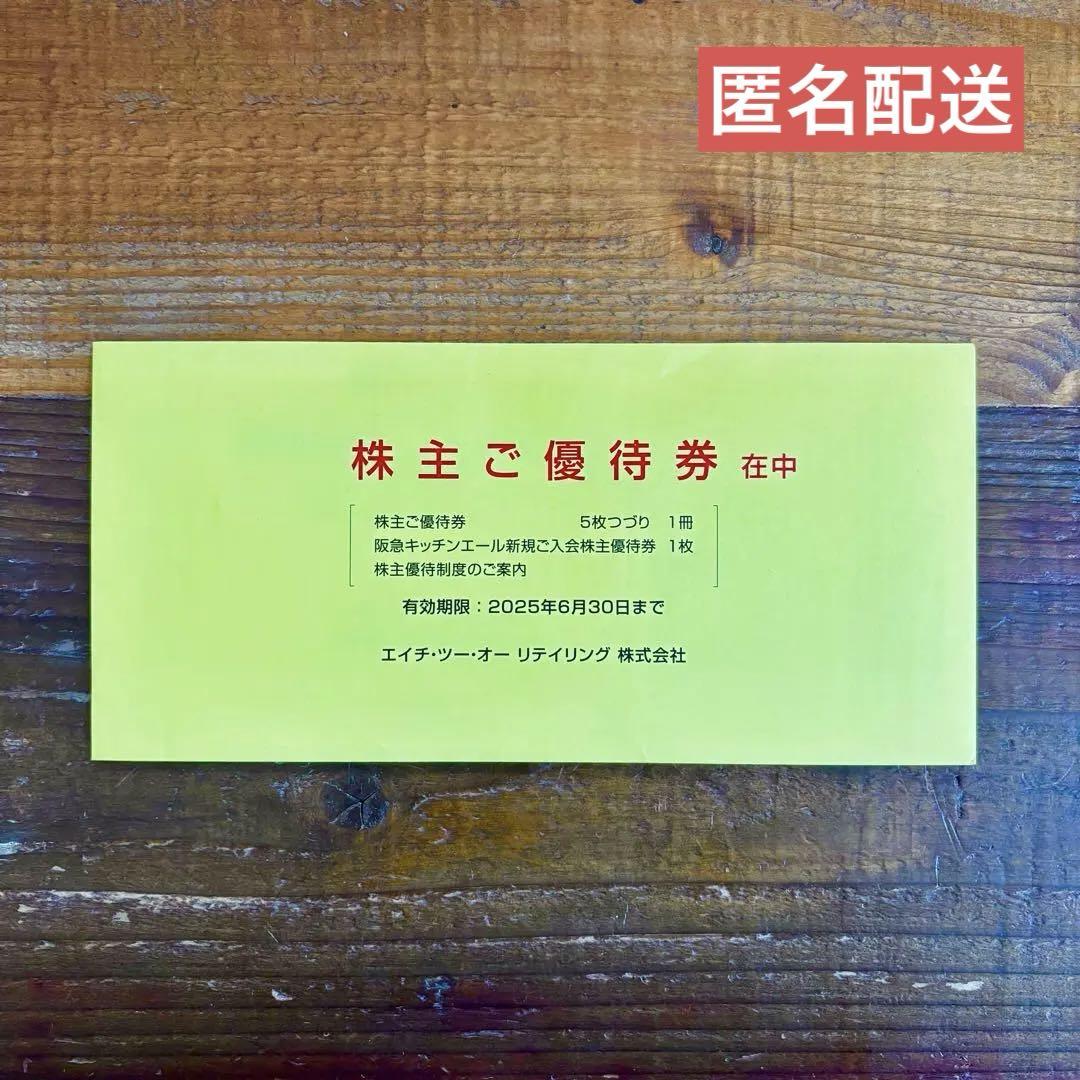 匿名配送
株主ご優待券 在中
株主ご優待券 5枚つづり 1冊
阪急キッチンエール新規ご入会株主優待券 1枚
株主優待制度のご案内
有効期限：2025年6月30日まで
エイチ・ツー・オー リテイリング 株式会社